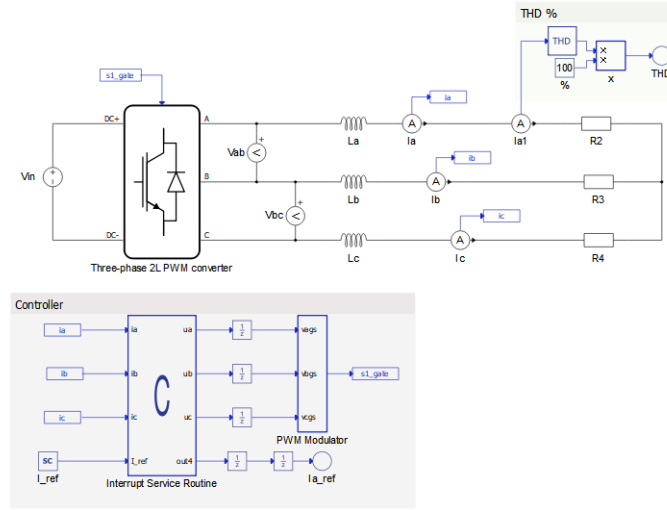 THD %
THD
100
%
x
x
x
THD
s1_gate
ia
DC+
A
Vab
La
Ia
Ia1
R2
ib
Vin
B
Lb
Ib
R3
Vbc
ic
DC-
C
Lc
Ic
R4
Three-phase 2L PWM converter
Controller
ia
ia
ua
1
z
vags
ib
ib
ub
1
z
vbgs
s1_gate
C
ic
ic
uc
1
z
vcgs
PWM Modulator
SC
I_ref
out4
1
z
1
z
I_ref
Interrupt Service Routine
Ia_ref
A
A
A
V
V